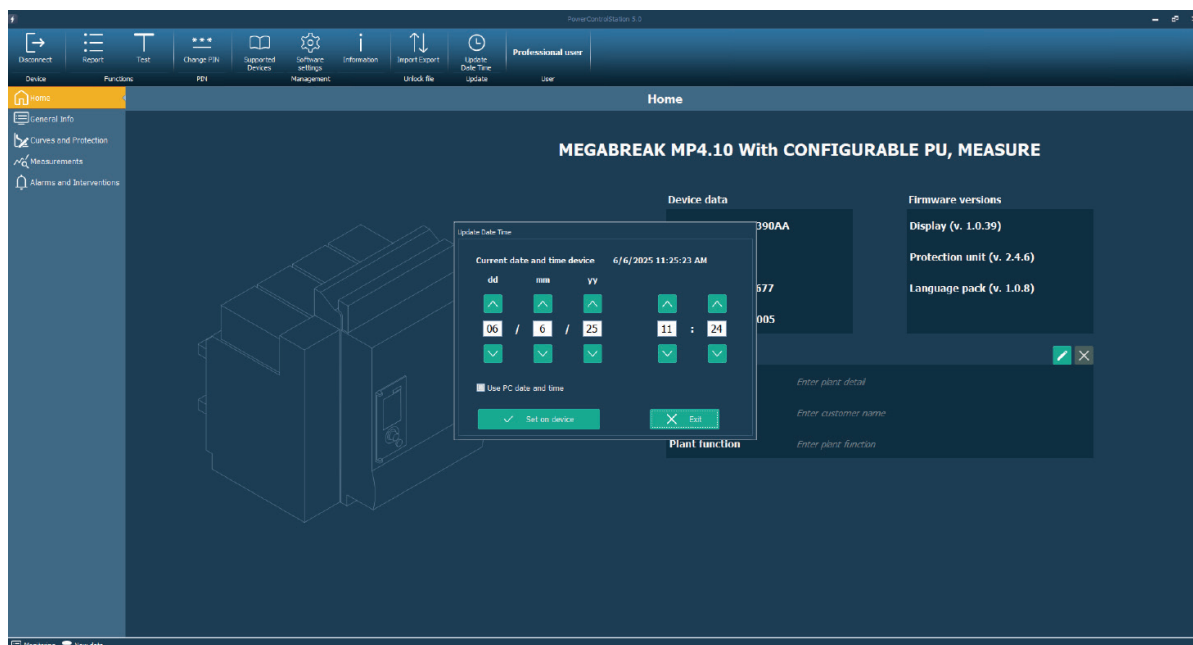 PowerControlStation 3.0
Disconnect
Report
Test
Change PIN
Supported Devices
Software settings
Information
Import Export
Update Date Time
Professional user
Device
Functions
PIN
Management
Unlock file
Update
User
Home
General Info
Curves and Protection
Measurements
Alarms and Interventions
Home
MEGABREAK MP4.10 With CONFIGURABLE PU, MEASURE
Device data
Firmware versions
390AA
Display (v. 1.0.39)
Protection unit (v. 2.4.6)
677
Language pack (v. 1.0.8)
005
Update Date Time
Current date and time device 6/6/2025 11:25:23 AM
dd mm yy
06 / 6 / 25 11 : 24
Use PC date and time
Set on device
Exit
Enter plant detail
Enter customer name
Plant function
Enter plant function